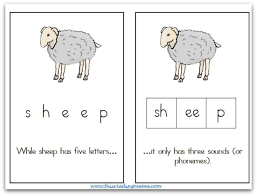 s h e e p
While sheep has five letters...
sh ee p
...it only has three sounds (or
phonemes).